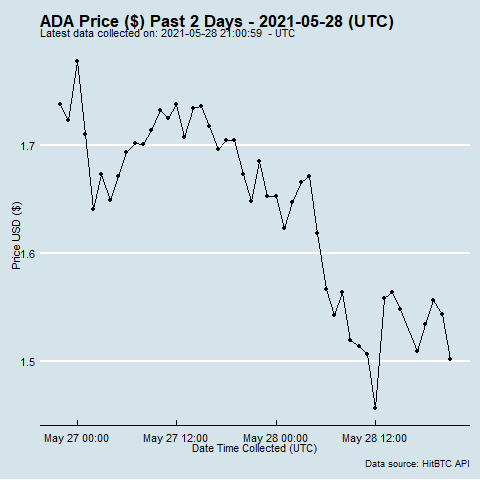 ADA Price ($) Past 2 Days - 2021-05-28 (UTC)
Latest data collected on: 2021-05-28 21:00:59 - UTC
1.7
1.6
1.5
Price USD ($)
May 27 00:00 May 27 12:00 May 28 00:00 May 28 12:00
Date Time Collected (UTC)
Data source: HitBTC API